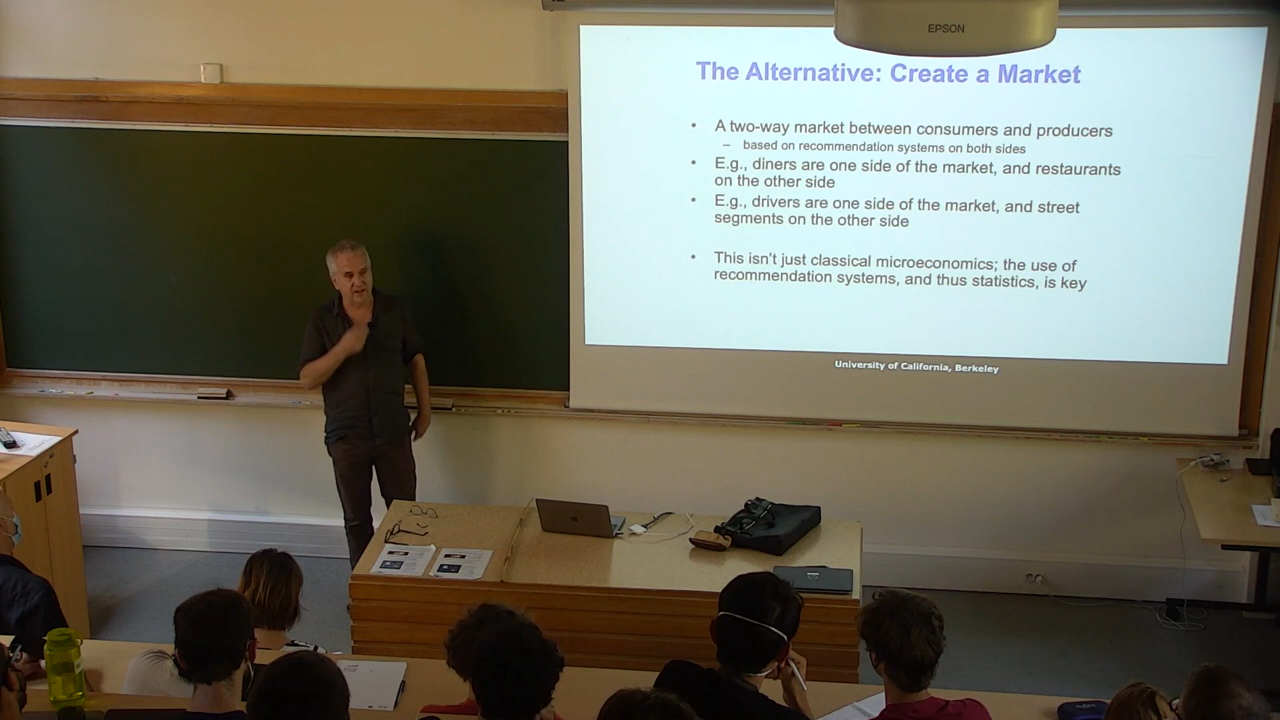 EPSON
The Alternative: Create a Market
• A two-way market between consumers and producers
– based on recommendation systems on both sides
• E.g., diners are one side of the market, and restaurants
on the other side
• E.g., drivers are one side of the market, and street
segments on the other side
• This isn't just classical microeconomics; the use of
recommendation systems, and thus statistics, is key
University of California, Berkeley